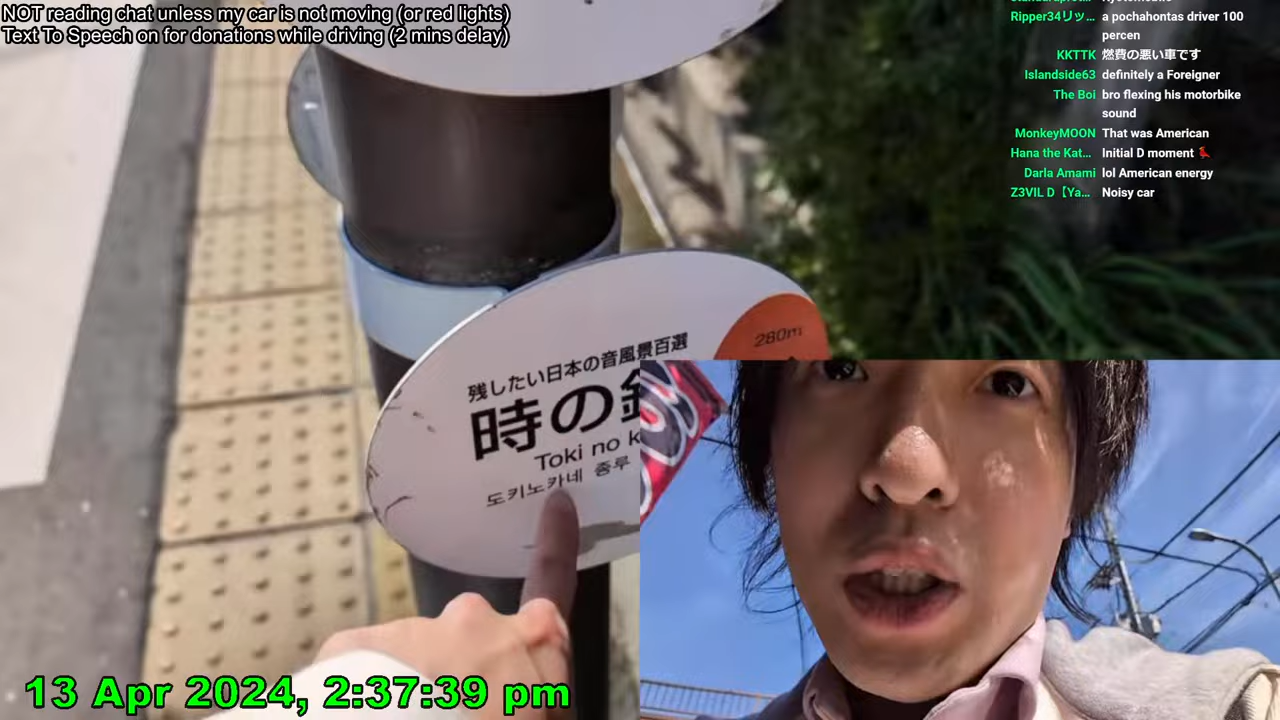 NOT reading chat unless my car is not moving (or red lights)
Text To Speech on for donations while driving (2 mins delay)
Ripper34リッ… a pochahontas driver 100
percen
KKTTK 燃費の悪い車です
Islandside63 definitely a Foreigner
The Boi bro flexing his motorbike
sound
MonkeyMOON That was American
Hana the Kat… Initial D moment
Darla Amami lol American energy
Z3VIL D【Ya… Noisy car
280m
残したい日本の音風景百選
時の
Toki no
도키노카네 종루
13 Apr 2024, 2:37:39 pm